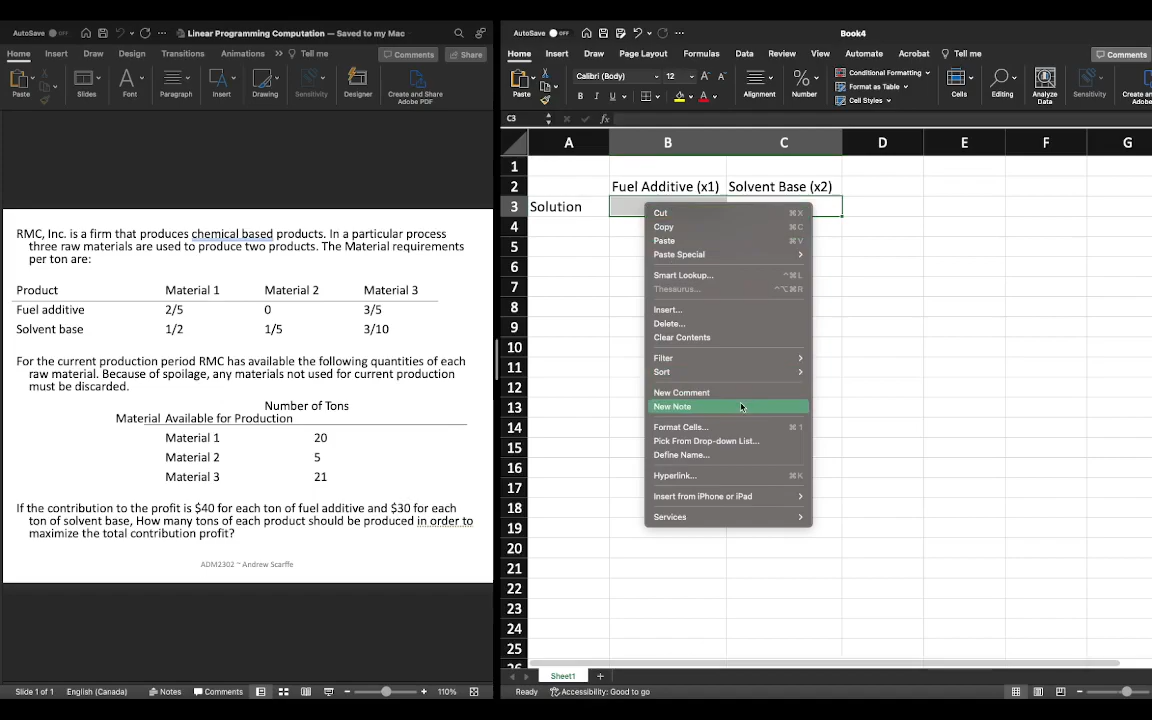 AutoSave OFF Linear Programming Computation — Saved to my Mac
Home Insert Draw Design Transitions Animations Tell me Comments Share
Paste Slides Font Paragraph Insert Drawing Sensitivity Designer Create and Share Adobe PDF
RMC, Inc. is a firm that produces chemical based products. In a particular process
three raw materials are used to produce two products. The Material requirements
per ton are:
Product Material 1 Material 2 Material 3
Fuel additive 2/5 0 3/5
Solvent base 1/2 1/5 3/10
For the current production period RMC has available the following quantities of each
raw material. Because of spoilage, any materials not used for current production
must be discarded.
Number of Tons
Material Available for Production
Material 1 20
Material 2 5
Material 3 21
If the contribution to the profit is $40 for each ton of fuel additive and $30 for each
ton of solvent base, How many tons of each product should be produced in order to
maximize the total contribution profit?
ADM2302 ~ Andrew Scarffe
Slide 1 of 1 English (Canada) Notes Comments 110%
AutoSave OFF Book4
Home Insert Draw Page Layout Formulas Data Review View Automate Acrobat Tell me Comments
Paste Calibri (Body) 12 A A Alignment Number Conditional Formatting Cells Editing Analyze Data Sensitivity
B I U A Format as Table
Cell Styles
C3 fx
A B C D E F G
1
2 Fuel Additive (x1) Solvent Base (x2)
3 Solution
4
5
6
7
8
9
10
11
12
13
14
15
16
17
18
19
20
21
22
23
24
25
Cut ⌘X
Copy ⌘C
Paste ⌘V
Paste Special
Smart Lookup... ^⌘L
Thesaurus... ^⌥⌘R
Insert...
Delete...
Clear Contents
Filter
Sort
New Comment
New Note
Format Cells... ⌘1
Pick From Drop-down List...
Define Name...
Hyperlink... ⌘K
Insert from iPhone or iPad
Services
Sheet1 +
Ready Accessibility: Good to go